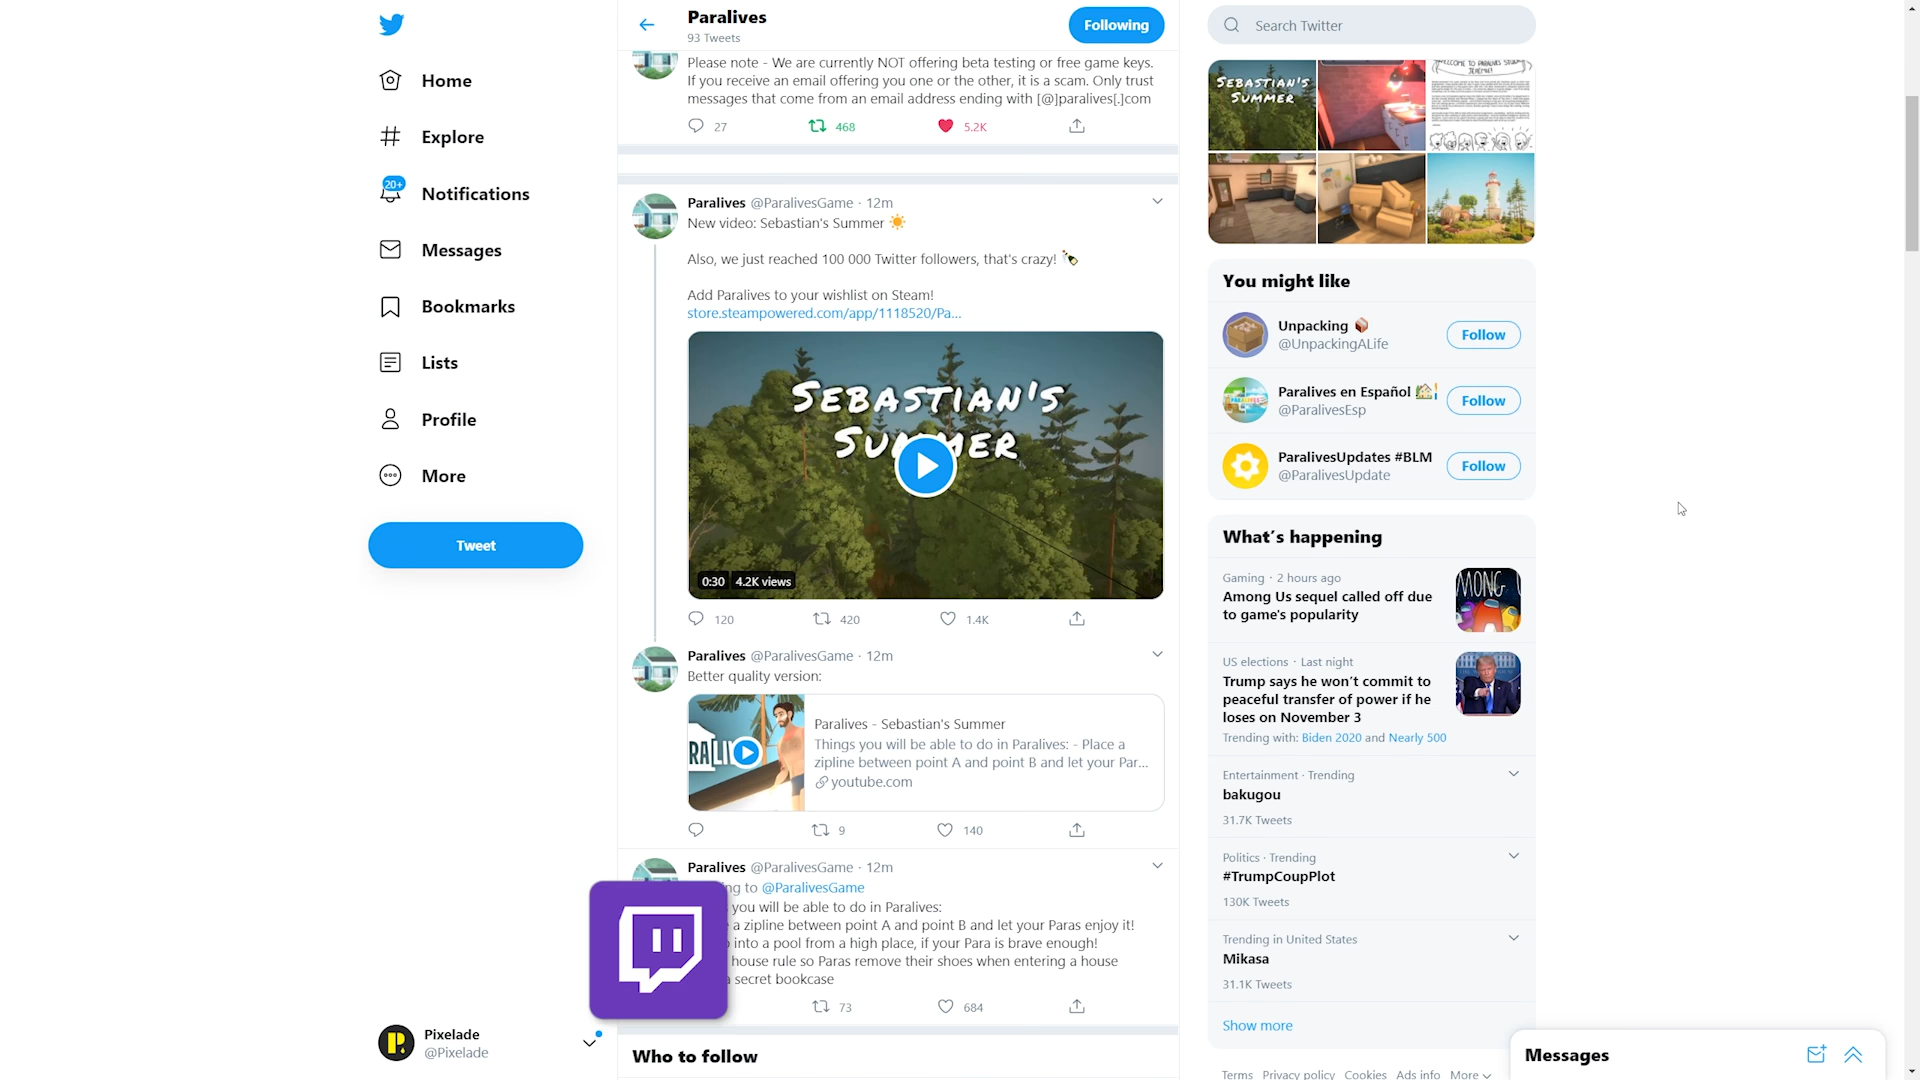 Home
Explore
20+
Notifications
Messages
Bookmarks
Lists
Profile
More
Tweet
Pixelade
@Pixelade
Paralives
93 Tweets
Following
Please note - We are currently NOT offering beta testing or free game keys.
If you receive an email offering you one or the other, it is a scam. Only trust
messages that come from an email address ending with [@]paralives[.]com
27 468 5.2K
Paralives @ParalivesGame · 12m
New video: Sebastian's Summer
Also, we just reached 100 000 Twitter followers, that's crazy!
Add Paralives to your wishlist on Steam!
store.steampowered.com/app/1118520/Pa...
SEBASTIAN'S
SUMMER
0:30 4.2K views
120 420 1.4K
Paralives @ParalivesGame · 12m
Better quality version:
Paralives - Sebastian's Summer
Things you will be able to do in Paralives: - Place a
zipline between point A and point B and let your Par...
youtube.com
9 140
Paralives @ParalivesGame · 12m
to @ParalivesGame
you will be able to do in Paralives:
a zipline between point A and point B and let your Paras enjoy it!
into a pool from a high place, if your Para is brave enough!
house rule so Paras remove their shoes when entering a house
secret bookcase
73 684
Who to follow
Search Twitter
SEBASTIAN'S
SUMMER
You might like
Unpacking
@UnpackingALife
Follow
Paralives en Español
@ParalivesEsp
Follow
ParalivesUpdates #BLM
@ParalivesUpdate
Follow
What's happening
Gaming · 2 hours ago
Among Us sequel called off due
to game's popularity
US elections · Last night
Trump says he won't commit to
peaceful transfer of power if he
loses on November 3
Trending with: Biden 2020 and Nearly 500
Entertainment · Trending
bakugou
31.7K Tweets
Politics · Trending
#TrumpCoupPlot
130K Tweets
Trending in United States
Mikasa
31.1K Tweets
Show more
Terms Privacy policy Cookies Ads info More
Messages